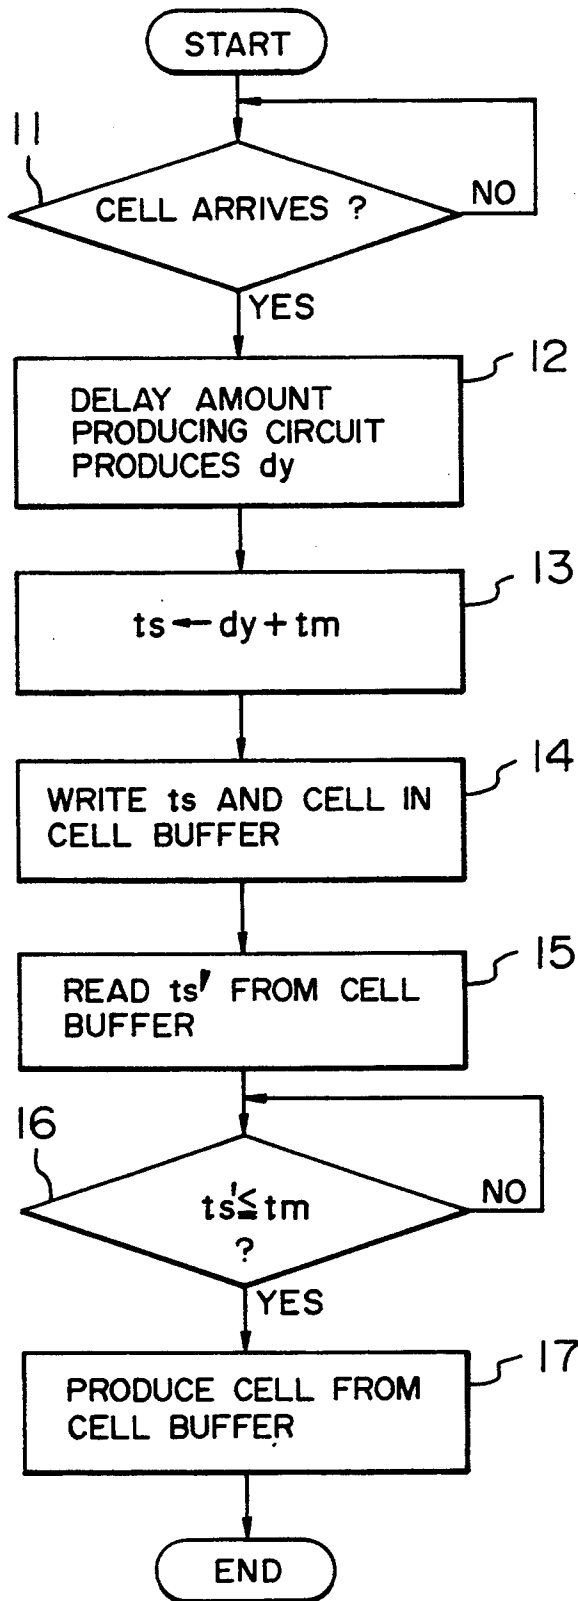 START
11
CELL ARRIVES ?
NO
YES
12
DELAY AMOUNT
PRODUCING CIRCUIT
PRODUCES dy
13
ts ← dy + tm
14
WRITE ts AND CELL IN
CELL BUFFER
15
READ ts' FROM CELL
BUFFER
16
ts' ≦ tm
?
NO
YES
17
PRODUCE CELL FROM
CELL BUFFER
END